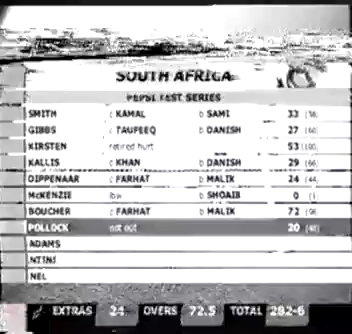 SOUTH AFRICA
PEPSI TEST SERIES
SMITH c KAMAL b SAMI 33
GIBBS c TAUFEEQ b DANISH 27
KIRSTEN retired hurt 53
KALLIS c KHAN b DANISH 29
DIPPENAAR c FARHAT b MALIK 24
McKENZIE lbw b SHOAIB 0
BOUCHER c FARHAT b MALIK 72
POLLOCK not out 20
ADAMS
NTINI
NEL
EXTRAS 24 OVERS 72.5 TOTAL 282-6